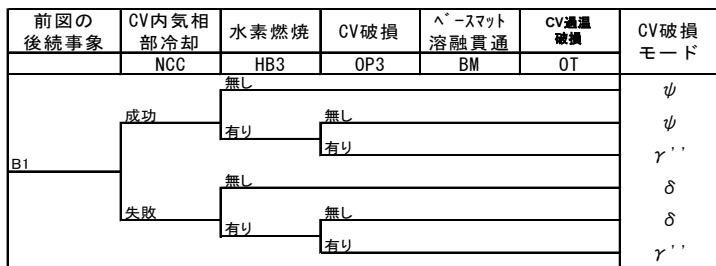 前図の
後続事象
CV内気相
部冷却
水素燃焼
CV破損
ベースマット
溶融貫通
CV過温
破損
CV破損
モード
NCC
HB3
OP3
BM
OT
無し
ψ
成功
無し
ψ
有り
有り
γ''
B1
無し
δ
失敗
無し
δ
有り
有り
γ''